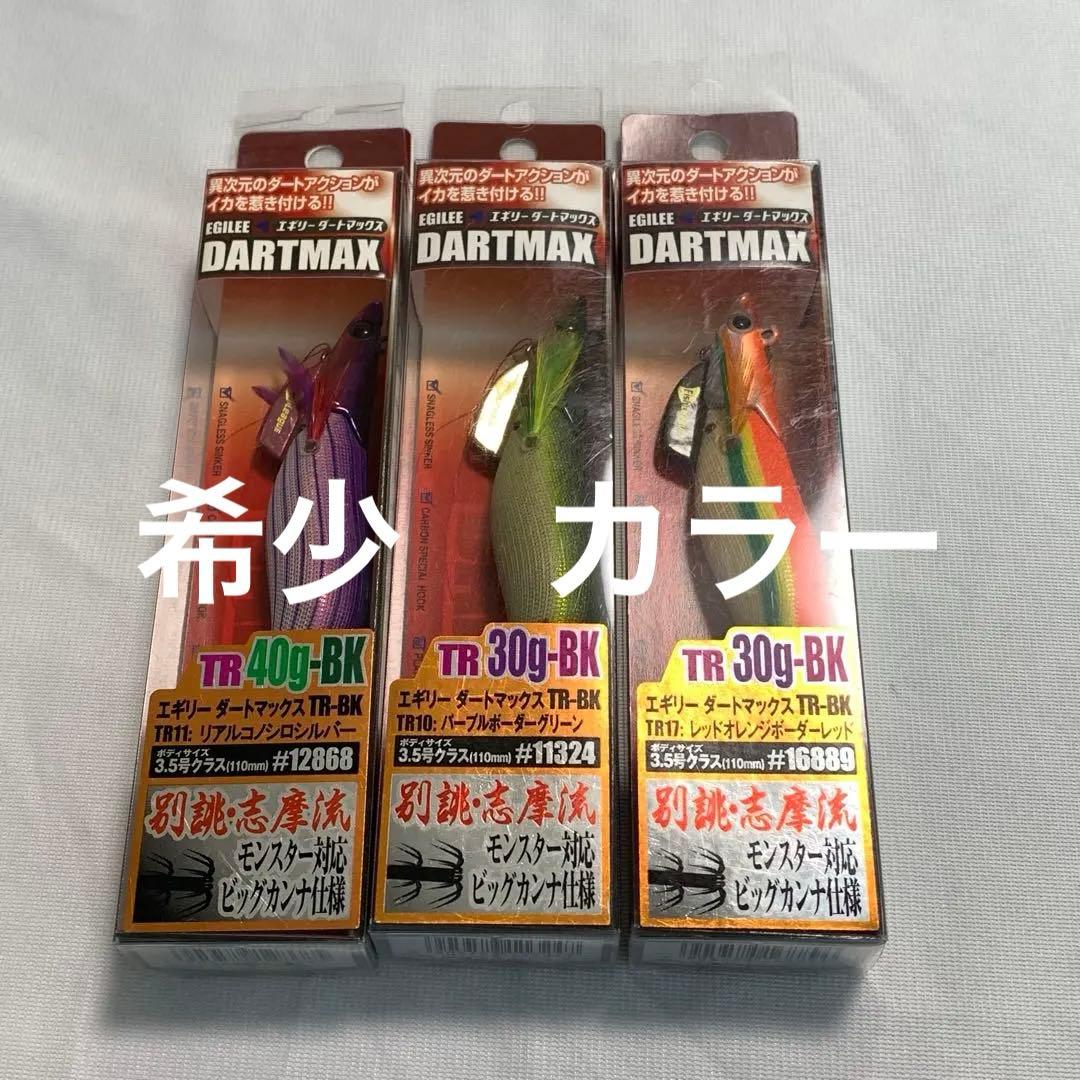 異次元のダートアクションが
イカを惹き付ける!!
EGILEE エギリー ダートマックス
DARTMAX
SNAGLESS SINKER
TR 40g-BK
エギリー ダートマックス TR-BK
TR11: リアルコノシロシルバー
ボディサイズ
3.5号クラス(110mm) #12868
別誂・志摩流
モンスター対応
ビッグカンナ仕様
異次元のダートアクションが
イカを惹き付ける!!
EGILEE エギリー ダートマックス
DARTMAX
SNAGLESS SINKER
CARBON SPECIAL HOOK
TR 30g-BK
エギリー ダートマックス TR-BK
TR10: パープルボーダーグリーン
ボディサイズ
3.5号クラス(110mm) #11324
別誂・志摩流
モンスター対応
ビッグカンナ仕様
異次元のダートアクションが
イカを惹き付ける!!
EGILEE エギリー ダートマックス
DARTMAX
SNAGLESS SINKER
TR 30g-BK
エギリー ダートマックス TR-BK
TR17: レッドオレンジボーダーレッド
ボディサイズ
3.5号クラス(110mm) #16889
別誂・志摩流
モンスター対応
ビッグカンナ仕様
希少 カラー